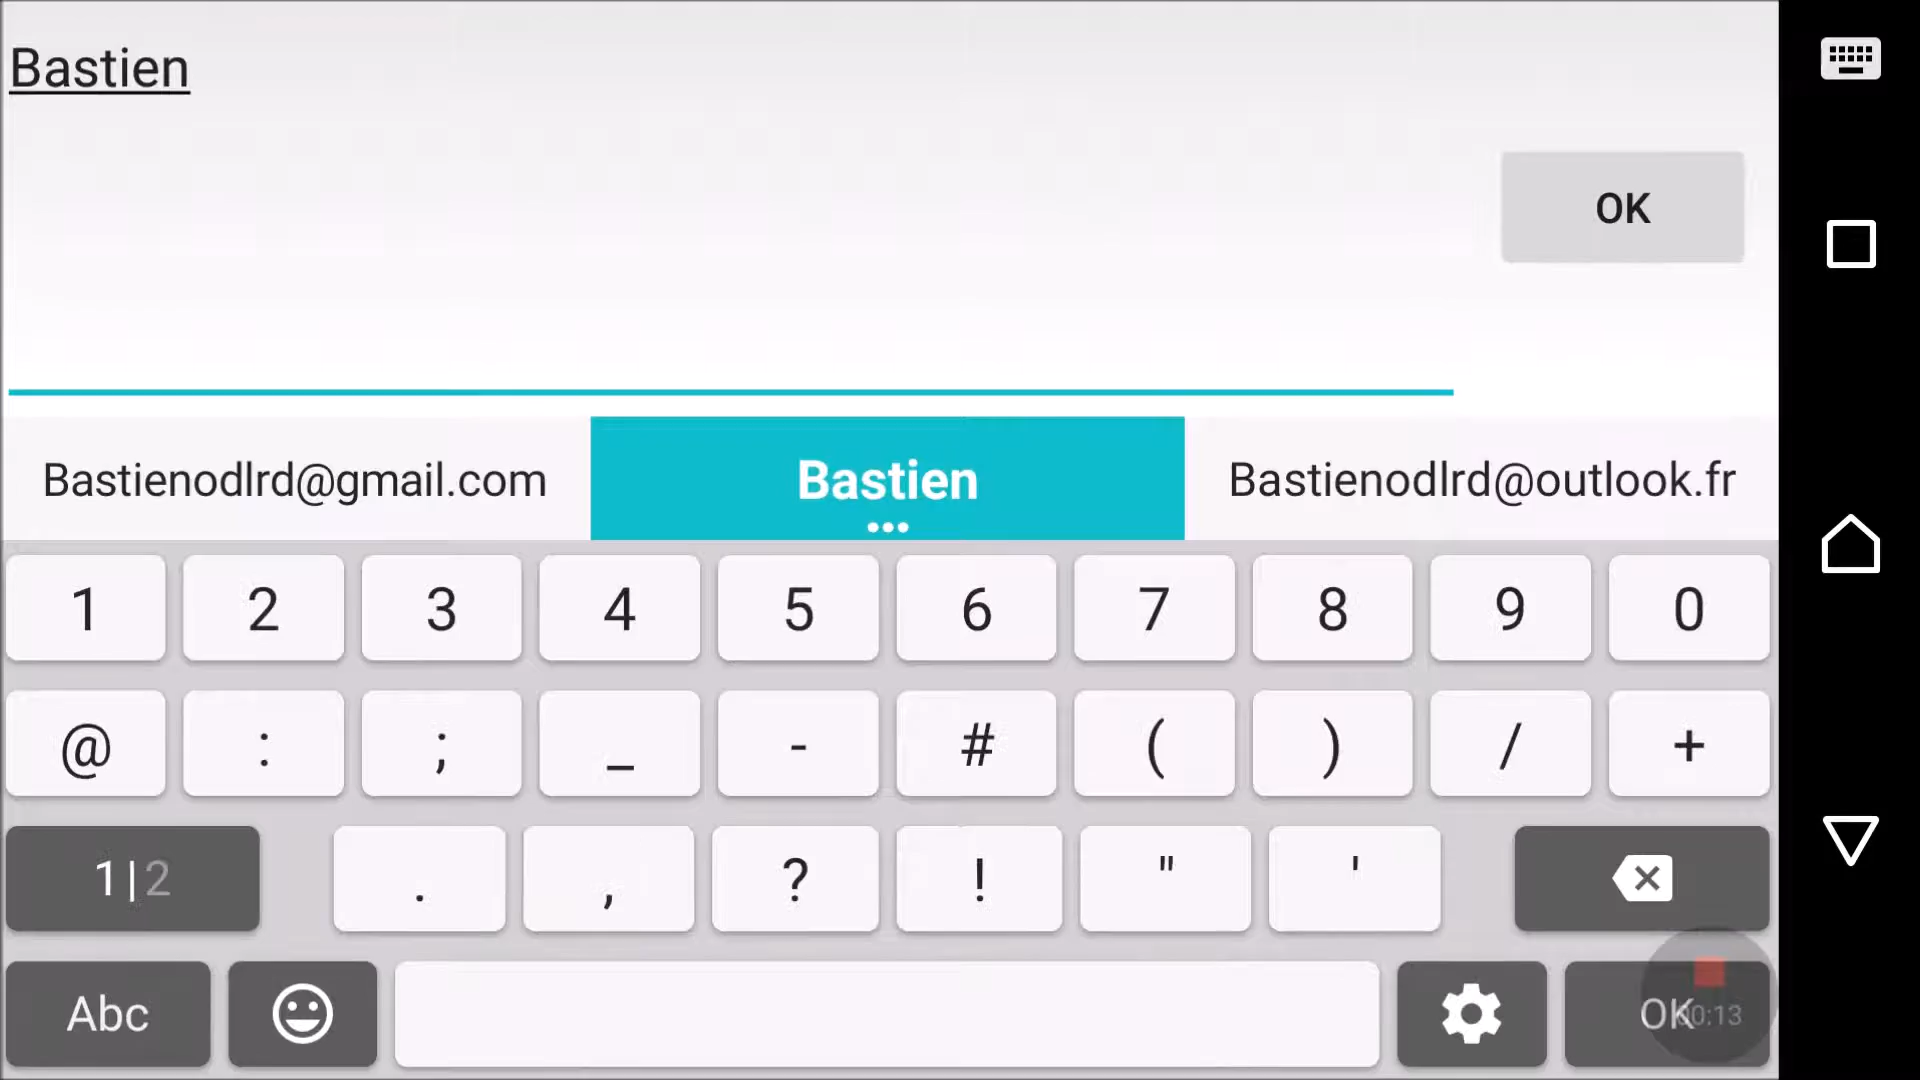 Bastien
OK
Bastienodlrd@gmail.com Bastien Bastienodlrd@outlook.fr
1 2 3 4 5 6 7 8 9 0
@ : ; _ - # ( ) / +
1|2 . , ? ! " '
Abc OK 00:13